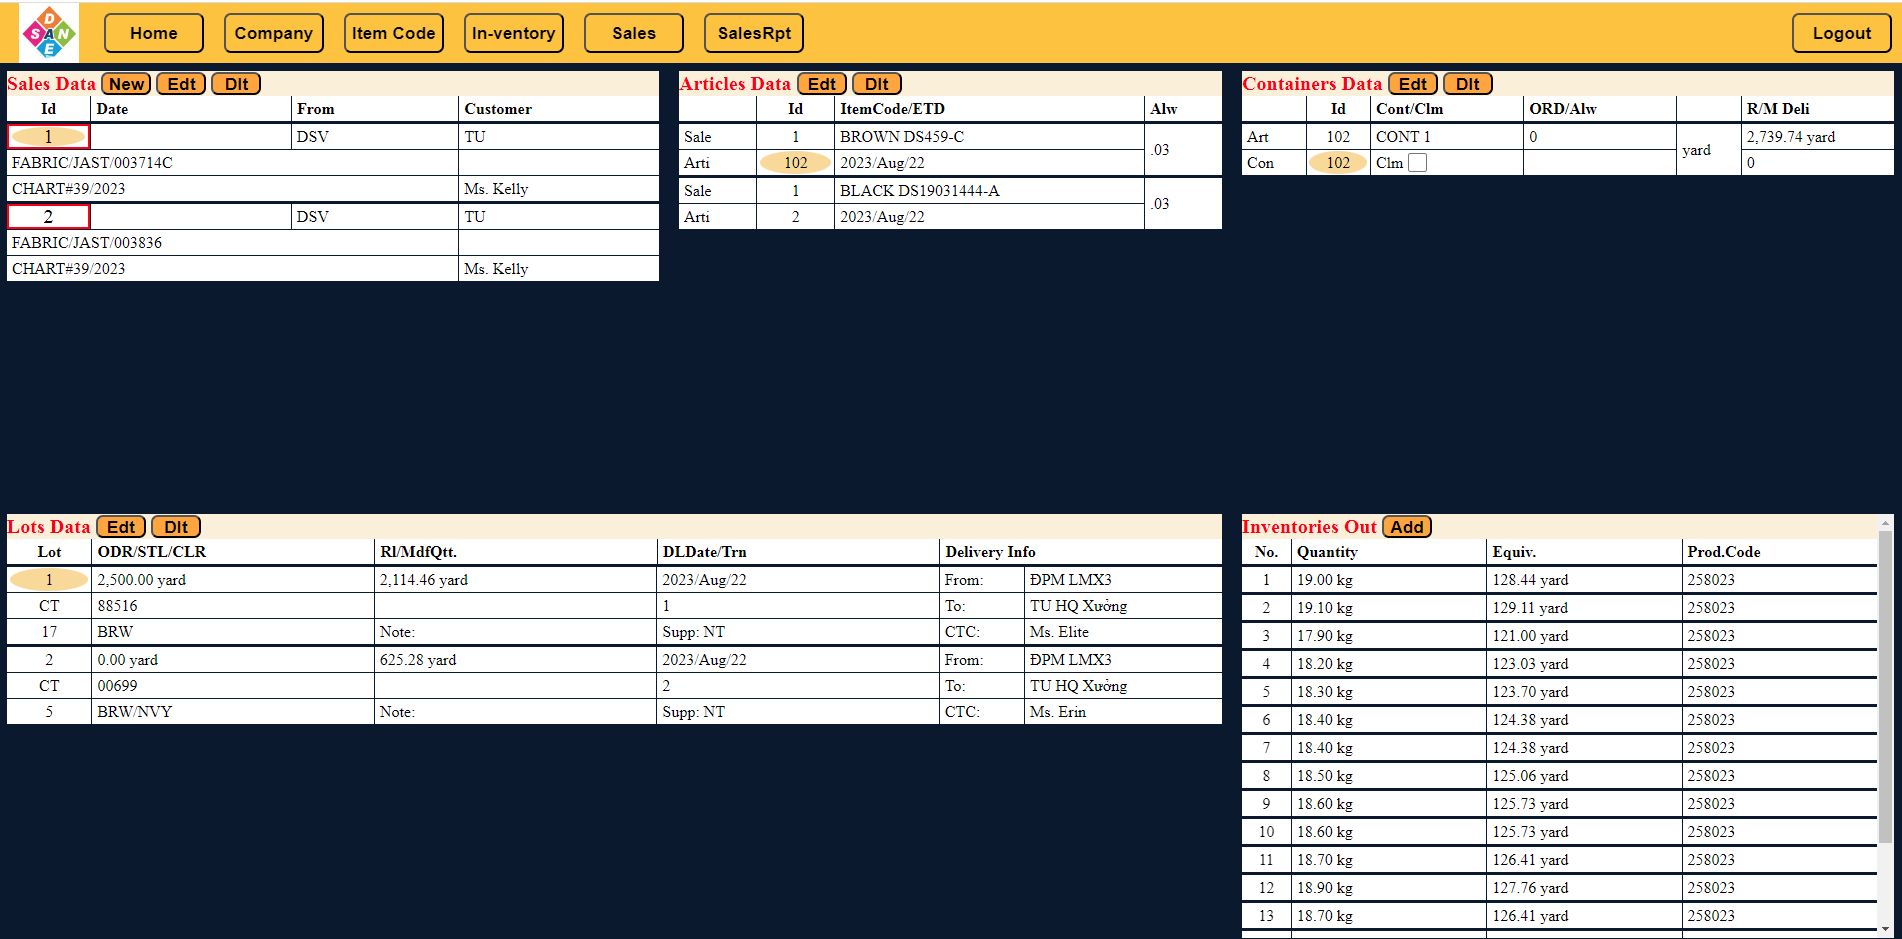 D
S A N
E
Home Company Item Code In-ventory Sales SalesRpt Logout
Sales Data New Edt Dlt
Id Date From Customer
1 DSV TU
FABRIC/JAST/003714C
CHART#39/2023 Ms. Kelly
2 DSV TU
FABRIC/JAST/003836
CHART#39/2023 Ms. Kelly
Articles Data Edt Dlt
Id ItemCode/ETD Alw
Sale 1 BROWN DS459-C .03
Arti 102 2023/Aug/22
Sale 1 BLACK DS19031444-A .03
Arti 2 2023/Aug/22
Containers Data Edt Dlt
Id Cont/Clm ORD/Alw R/M Deli
Art 102 CONT 1 0 yard 2,739.74 yard
Con 102 Clm 0
Lots Data Edt Dlt
Lot ODR/STL/CLR Rl/MdfQtt. DLDate/Trn Delivery Info
1 2,500.00 yard 2,114.46 yard 2023/Aug/22 From: ĐPM LMX3
CT 88516 1 To: TU HQ Xưởng
17 BRW Note: Supp: NT CTC: Ms. Elite
2 0.00 yard 625.28 yard 2023/Aug/22 From: ĐPM LMX3
CT 00699 2 To: TU HQ Xưởng
5 BRW/NVY Note: Supp: NT CTC: Ms. Erin
Inventories Out Add
No. Quantity Equiv. Prod.Code
1 19.00 kg 128.44 yard 258023
2 19.10 kg 129.11 yard 258023
3 17.90 kg 121.00 yard 258023
4 18.20 kg 123.03 yard 258023
5 18.30 kg 123.70 yard 258023
6 18.40 kg 124.38 yard 258023
7 18.40 kg 124.38 yard 258023
8 18.50 kg 125.06 yard 258023
9 18.60 kg 125.73 yard 258023
10 18.60 kg 125.73 yard 258023
11 18.70 kg 126.41 yard 258023
12 18.90 kg 127.76 yard 258023
13 18.70 kg 126.41 yard 258023